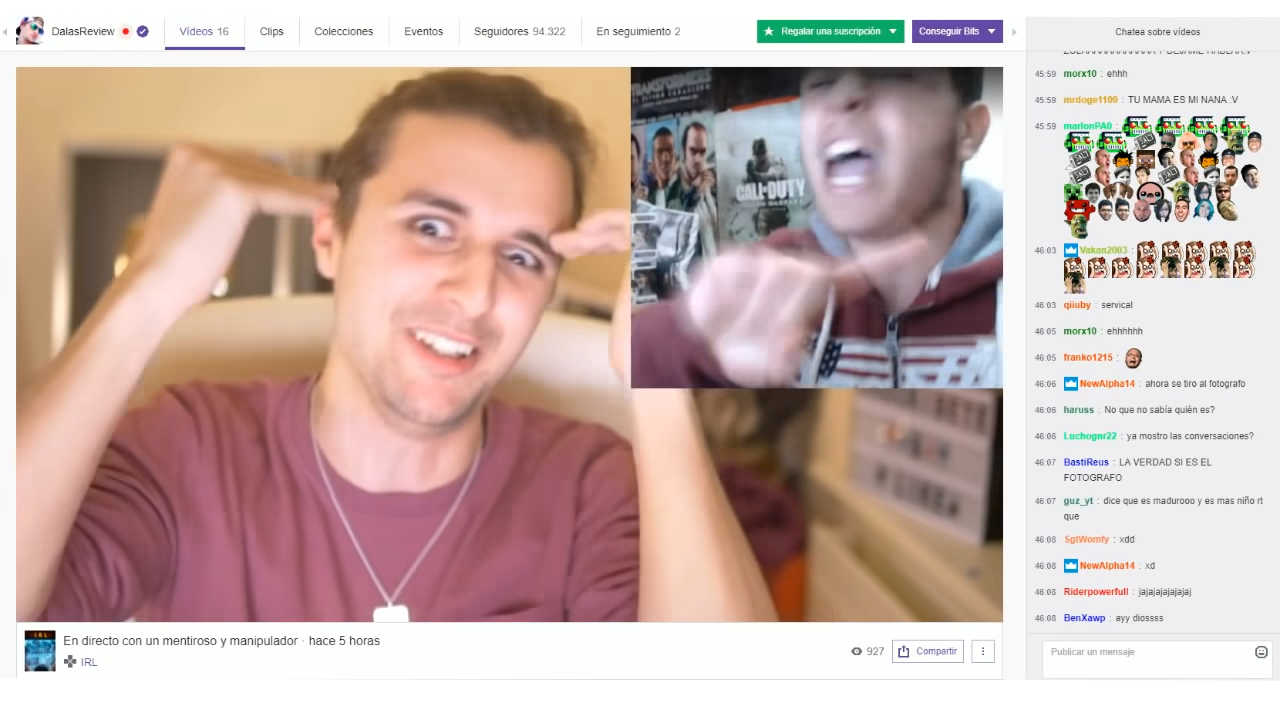 DalasReview
Vídeos 16
Clips
Colecciones
Eventos
Seguidores 94.322
En seguimiento 2
Regalar una suscripción
Conseguir Bits
Chatea sobre vídeos
45:59 morx10 : ehhh
45:59 mrdoge1109 : TU MAMA ES MI NANA :V
45:59 marlonPA0 :
46:03 Vakan2003 :
46:03 qiiuby : servical
46:05 morx10 : ehhhhhh
46:05 franko1215 :
46:06 NewAlpha14 : ahora se tiro al fotografo
46:06 haruss : No que no sabía quién es?
46:06 Luchognr22 : ya mostro las conversaciones?
46:07 BastiReus : LA VERDAD SI ES EL
FOTOGRAFO
46:07 guz_yt : dice que es madurooo y es mas niño rt
que
46:08 SgtWomfy : xdd
46:08 NewAlpha14 : xd
46:08 Riderpowerfull : jajajajajajaj
46:08 BenXawp : ayy diossss
Publicar un mensaje
TRANSFORMERS
CALL OF DUTY
En directo con un mentiroso y manipulador · hace 5 horas
IRL
927
Compartir